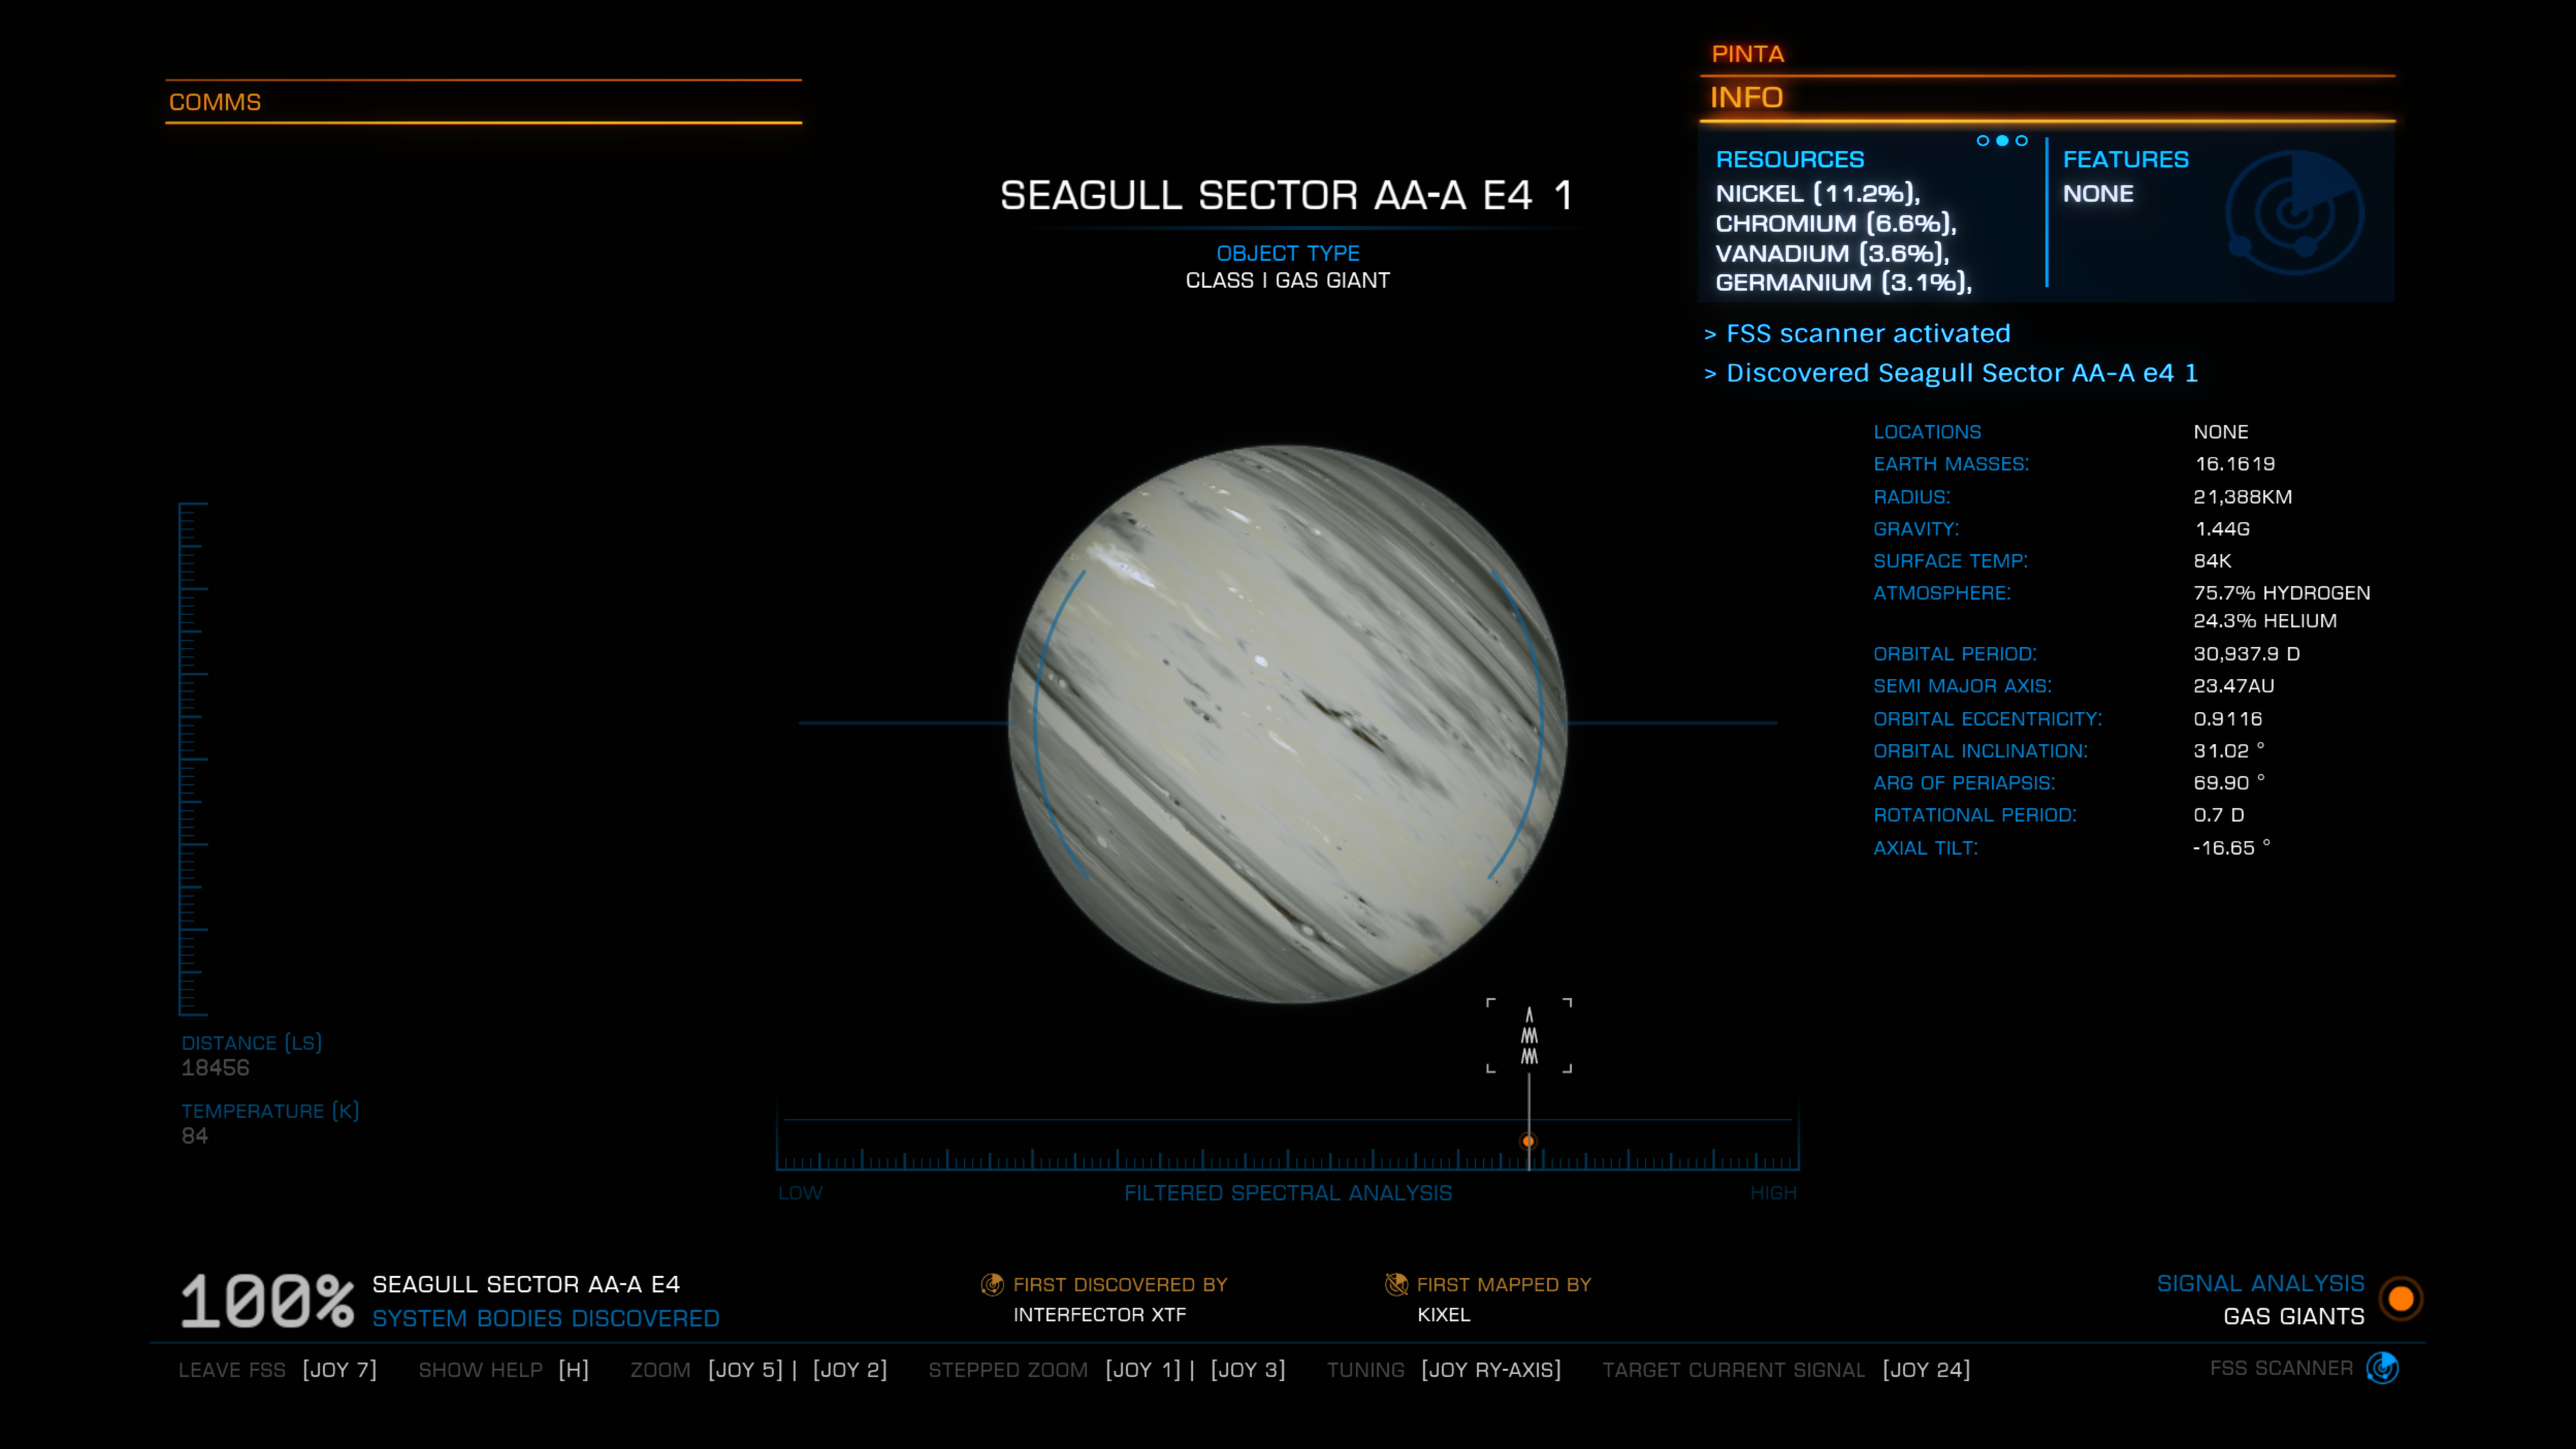 COMMS
PINTA
INFO
RESOURCES
NICKEL (11.2%),
CHROMIUM (6.6%),
VANADIUM (3.6%),
GERMANIUM (3.1%),
FEATURES
NONE
> FSS scanner activated
> Discovered Seagull Sector AA-A e4 1
SEAGULL SECTOR AA-A E4 1
OBJECT TYPE
CLASS I GAS GIANT
LOCATIONS NONE
EARTH MASSES: 16.1619
RADIUS: 21,388KM
GRAVITY: 1.44G
SURFACE TEMP: 84K
ATMOSPHERE: 75.7% HYDROGEN
24.3% HELIUM
ORBITAL PERIOD: 30,937.9 D
SEMI MAJOR AXIS: 23.47AU
ORBITAL ECCENTRICITY: 0.9116
ORBITAL INCLINATION: 31.02 °
ARG OF PERIAPSIS: 69.90 °
ROTATIONAL PERIOD: 0.7 D
AXIAL TILT: -16.65 °
DISTANCE (LS)
18456
TEMPERATURE (K)
84
LOW FILTERED SPECTRAL ANALYSIS HIGH
100%
SEAGULL SECTOR AA-A E4
SYSTEM BODIES DISCOVERED
FIRST DISCOVERED BY
INTERFECTOR XTF
FIRST MAPPED BY
KIXEL
SIGNAL ANALYSIS
GAS GIANTS
LEAVE FSS [JOY 7] SHOW HELP [H] ZOOM [JOY 5] | [JOY 2] STEPPED ZOOM [JOY 1] | [JOY 3] TUNING [JOY RY-AXIS] TARGET CURRENT SIGNAL [JOY 24] FSS SCANNER